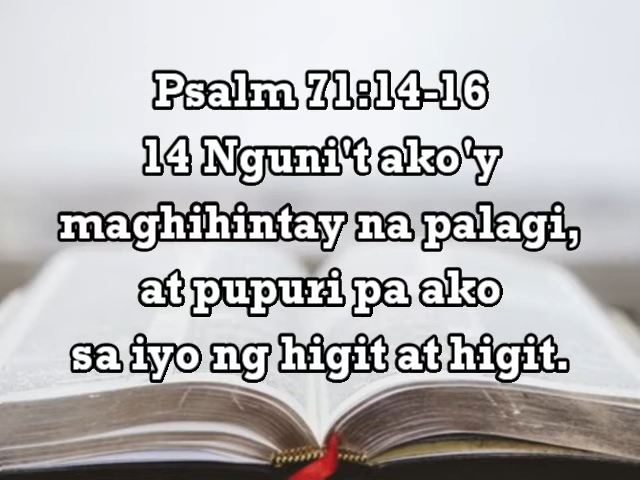 Psalm 71:14-16
14 Nguni't ako'y
maghihintay na palagi,
at pupuri pa ako
sa iyo ng higit at higit.